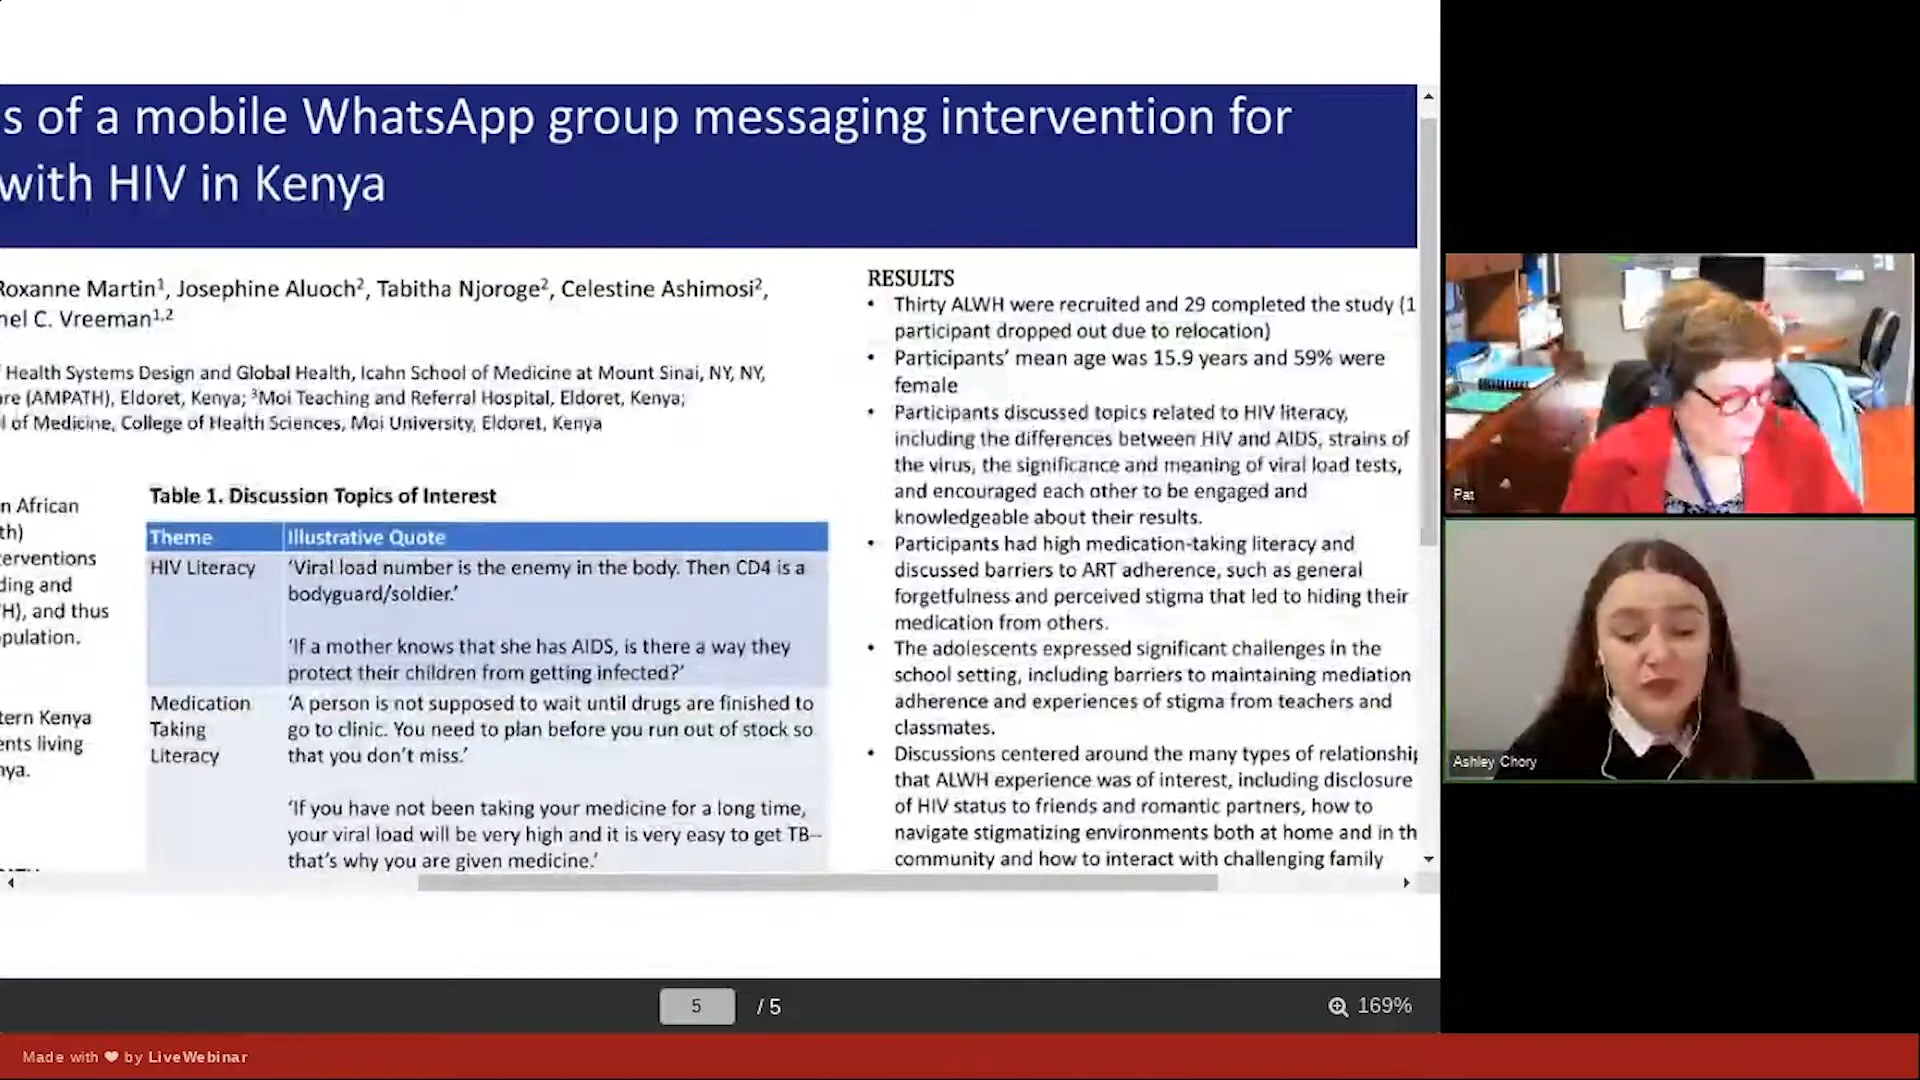 s of a mobile WhatsApp group messaging intervention for
with HIV in Kenya
Roxanne Martin¹, Josephine Aluoch², Tabitha Njoroge², Celestine Ashimosi²,
hel C. Vreeman¹,²
Health Systems Design and Global Health, Icahn School of Medicine at Mount Sinai, NY, NY,
are (AMPATH), Eldoret, Kenya; ³Moi Teaching and Referral Hospital, Eldoret, Kenya;
l of Medicine, College of Health Sciences, Moi University, Eldoret, Kenya
n African
th)
terventions
ding and
H), and thus
pulation.
tern Kenya
ents living
nya.
Table 1. Discussion Topics of Interest
Theme Illustrative Quote
HIV Literacy ‘Viral load number is the enemy in the body. Then CD4 is a
bodyguard/soldier.’
‘If a mother knows that she has AIDS, is there a way they
protect their children from getting infected?’
Medication ‘A person is not supposed to wait until drugs are finished to
Taking go to clinic. You need to plan before you run out of stock so
Literacy that you don’t miss.’
‘If you have not been taking your medicine for a long time,
your viral load will be very high and it is very easy to get TB--
that’s why you are given medicine.’
RESULTS
• Thirty ALWH were recruited and 29 completed the study (1
participant dropped out due to relocation)
• Participants’ mean age was 15.9 years and 59% were
female
• Participants discussed topics related to HIV literacy,
including the differences between HIV and AIDS, strains of
the virus, the significance and meaning of viral load tests,
and encouraged each other to be engaged and
knowledgeable about their results.
• Participants had high medication-taking literacy and
discussed barriers to ART adherence, such as general
forgetfulness and perceived stigma that led to hiding their
medication from others.
• The adolescents expressed significant challenges in the
school setting, including barriers to maintaining mediation
adherence and experiences of stigma from teachers and
classmates.
• Discussions centered around the many types of relationship
that ALWH experience was of interest, including disclosure
of HIV status to friends and romantic partners, how to
navigate stigmatizing environments both at home and in th
community and how to interact with challenging family
Pat
Ashley Chory
5 / 5
169%
Made with ❤ by LiveWebinar